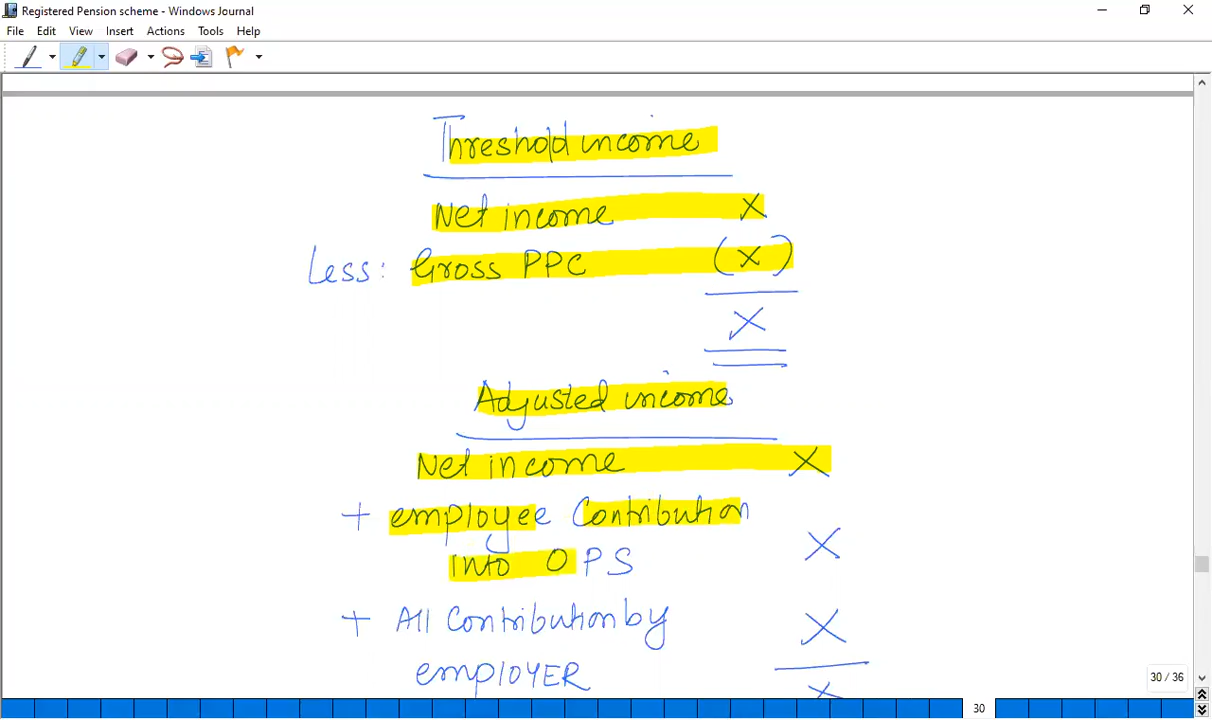 Registered Pension scheme - Windows Journal
File Edit View Insert Actions Tools Help
Threshold income
Net income X
Less: Gross PPC (X)
X
Adjusted income
Net income X
+ employee Contribution
into OPS X
+ All Contribution by X
EMPLOYER
X
30 / 36
30